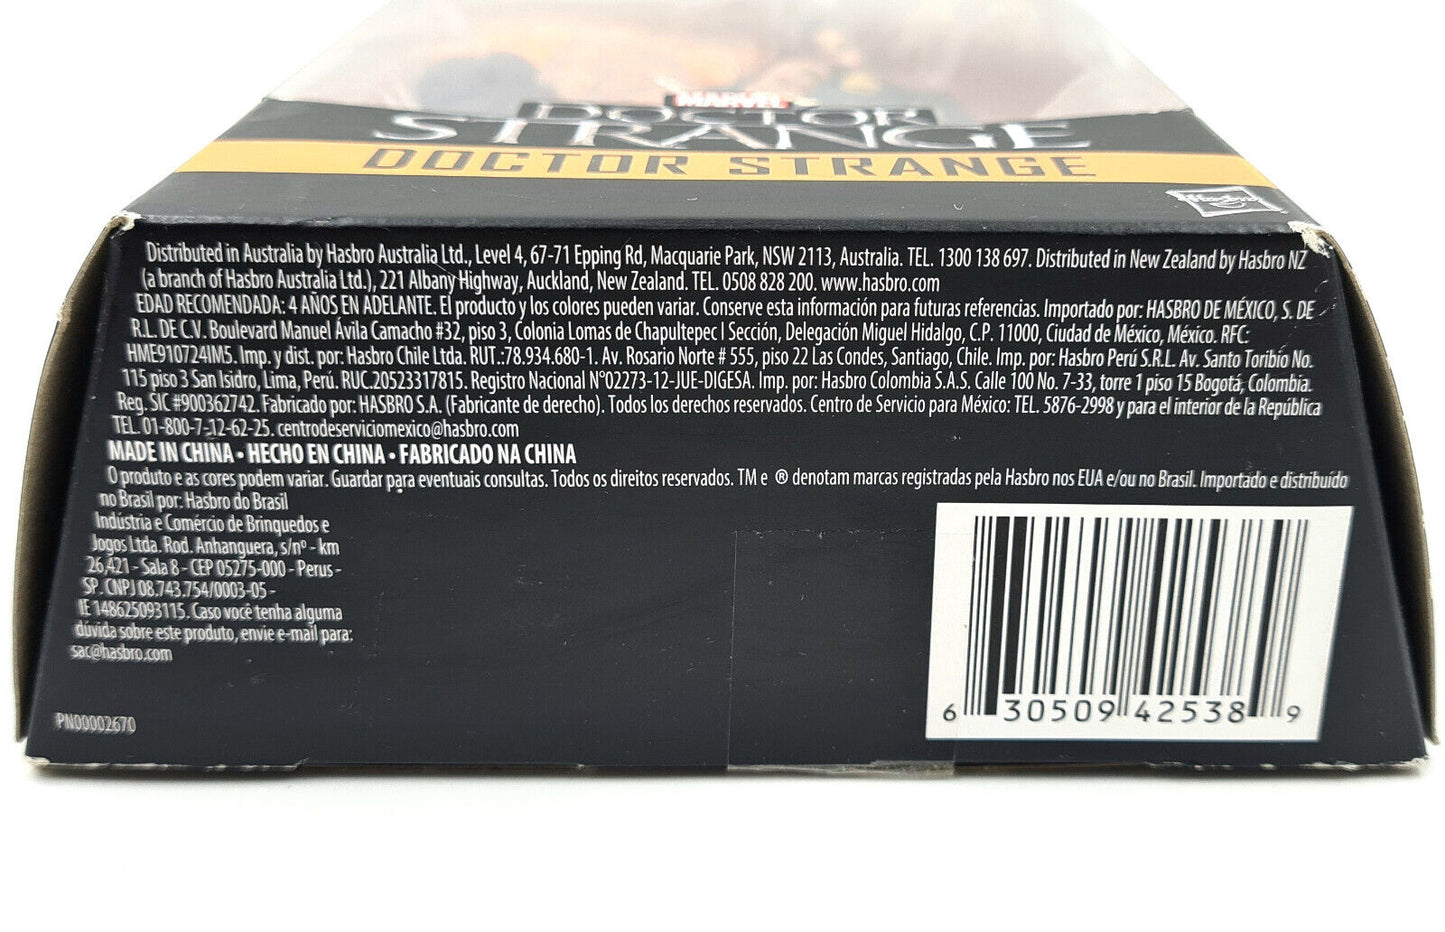 MARVEL
DOCTOR
STRANGE
DOCTOR STRANGE
Hasbro
Distributed in Australia by Hasbro Australia Ltd., Level 4, 67-71 Epping Rd, Macquarie Park, NSW 2113, Australia. TEL. 1300 138 697. Distributed in New Zealand by Hasbro NZ
(a branch of Hasbro Australia Ltd.), 221 Albany Highway, Auckland, New Zealand. TEL. 0508 828 200. www.hasbro.com
EDAD RECOMENDADA: 4 AÑOS EN ADELANTE. El producto y los colores pueden variar. Conserve esta información para futuras referencias. Importado por: HASBRO DE MÉXICO, S. DE
R.L. DE C.V. Boulevard Manuel Ávila Camacho #32, piso 3, Colonia Lomas de Chapultepec I Sección, Delegación Miguel Hidalgo, C.P. 11000, Ciudad de México, México. RFC:
HME910724IM5. Imp. y dist. por: Hasbro Chile Ltda. RUT.:78.934.680-1. Av. Rosario Norte # 555, piso 22 Las Condes, Santiago, Chile. Imp. por: Hasbro Perú S.R.L. Av. Santo Toribio No.
115 piso 3 San Isidro, Lima, Perú. RUC.20523317815. Registro Nacional N°02273-12-JUE-DIGESA. Imp. por: Hasbro Colombia S.A.S. Calle 100 No. 7-33, torre 1 piso 15 Bogotá, Colombia.
Reg. SIC #900362742. Fabricado por: HASBRO S.A. (Fabricante de derecho). Todos los derechos reservados. Centro de Servicio para México: TEL. 5876-2998 y para el interior de la República
TEL. 01-800-7-12-62-25. centrodeserviciomexico@hasbro.com
MADE IN CHINA • HECHO EN CHINA • FABRICADO NA CHINA
O produto e as cores podem variar. Guardar para eventuais consultas. Todos os direitos reservados. TM e ® denotam marcas registradas pela Hasbro nos EUA e/ou no Brasil. Importado e distribuído
no Brasil por: Hasbro do Brasil
Indústria e Comércio de Brinquedos e
Jogos Ltda. Rod. Anhanguera, s/nº - km
26,421 - Sala 8 - CEP 05275-000 - Perus -
SP. CNPJ 08.743.754/0003-05 -
IE 148625093115. Caso você tenha alguma
dúvida sobre este produto, envie e-mail para:
sac@hasbro.com
PN00002670
6 30509 42538 9